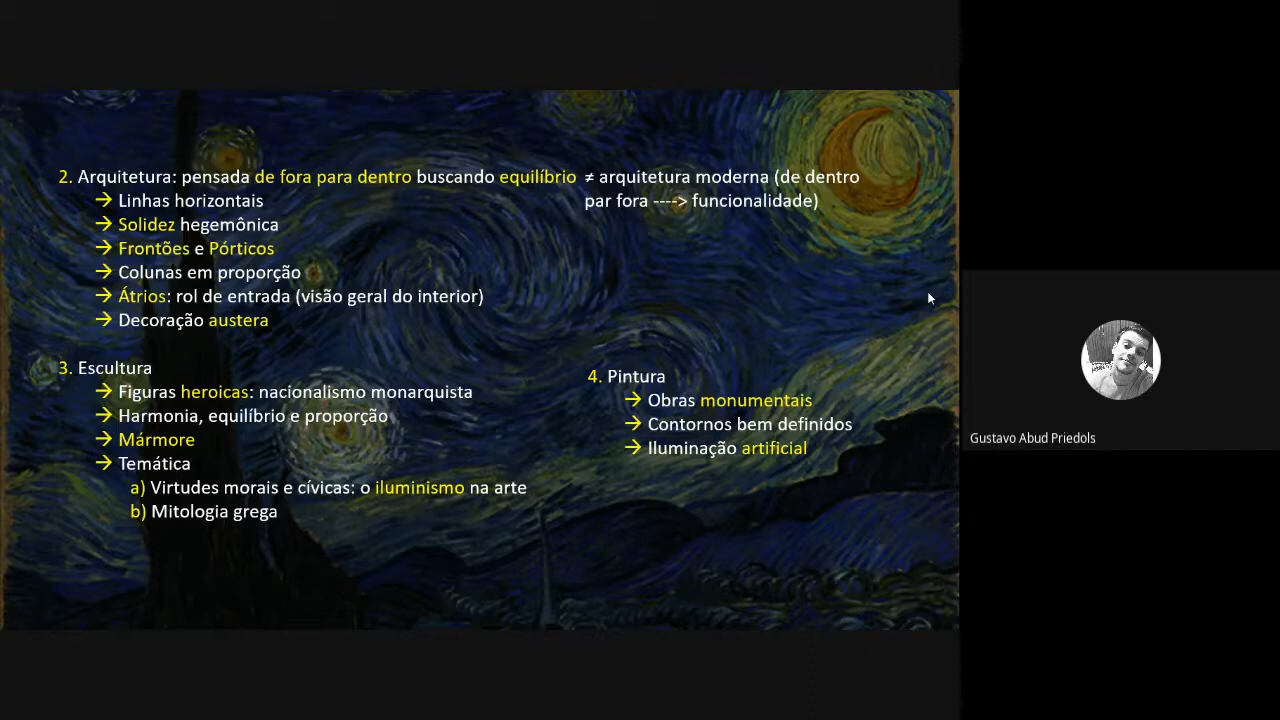 2. Arquitetura: pensada de fora para dentro buscando equilíbrio ≠ arquitetura moderna (de dentro
par fora ----> funcionalidade)
→ Linhas horizontais
→ Solidez hegemônica
→ Frontões e Pórticos
→ Colunas em proporção
→ Átrios: rol de entrada (visão geral do interior)
→ Decoração austera
3. Escultura
→ Figuras heroicas: nacionalismo monarquista
→ Harmonia, equilíbrio e proporção
→ Mármore
→ Temática
a) Virtudes morais e cívicas: o iluminismo na arte
b) Mitologia grega
4. Pintura
→ Obras monumentais
→ Contornos bem definidos
→ Iluminação artificial
Gustavo Abud Priedols